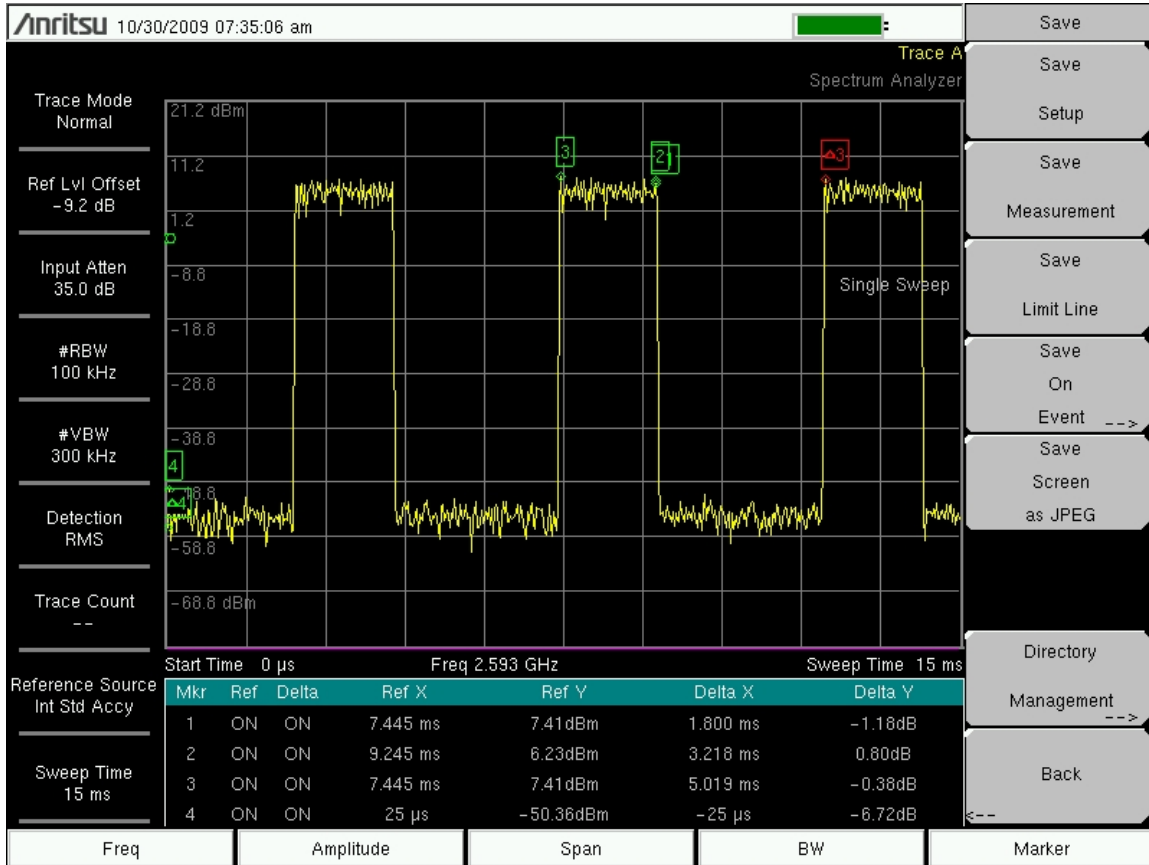 Anritsu 10/30/2009 07:35:06 am
Trace A
Spectrum Analyzer
Trace Mode
Normal
Ref Lvl Offset
-9.2 dB
Input Atten
35.0 dB
#RBW
100 kHz
#VBW
300 kHz
Detection
RMS
Trace Count
--
Reference Source
Int Std Accy
Sweep Time
15 ms
21.2 dBm
11.2
1.2
-8.8
-18.8
-28.8
-38.8
-58.8
-68.8 dBm
3
2
1
3
4
4
Single Sweep
Start Time 0 µs
Freq 2.593 GHz
Sweep Time 15 ms
Mkr Ref Delta Ref X Ref Y Delta X Delta Y
1 ON ON 7.445 ms 7.41dBm 1.800 ms -1.18dB
2 ON ON 9.245 ms 6.23dBm 3.218 ms 0.80dB
3 ON ON 7.445 ms 7.41dBm 5.019 ms -0.38dB
4 ON ON 25 µs -50.36dBm -25 µs -6.72dB
Save
Save
Setup
Save
Measurement
Save
Limit Line
Save
On
Event -->
Save
Screen
as JPEG
Directory
Management
-->
Back
<--
Freq
Amplitude
Span
BW
Marker